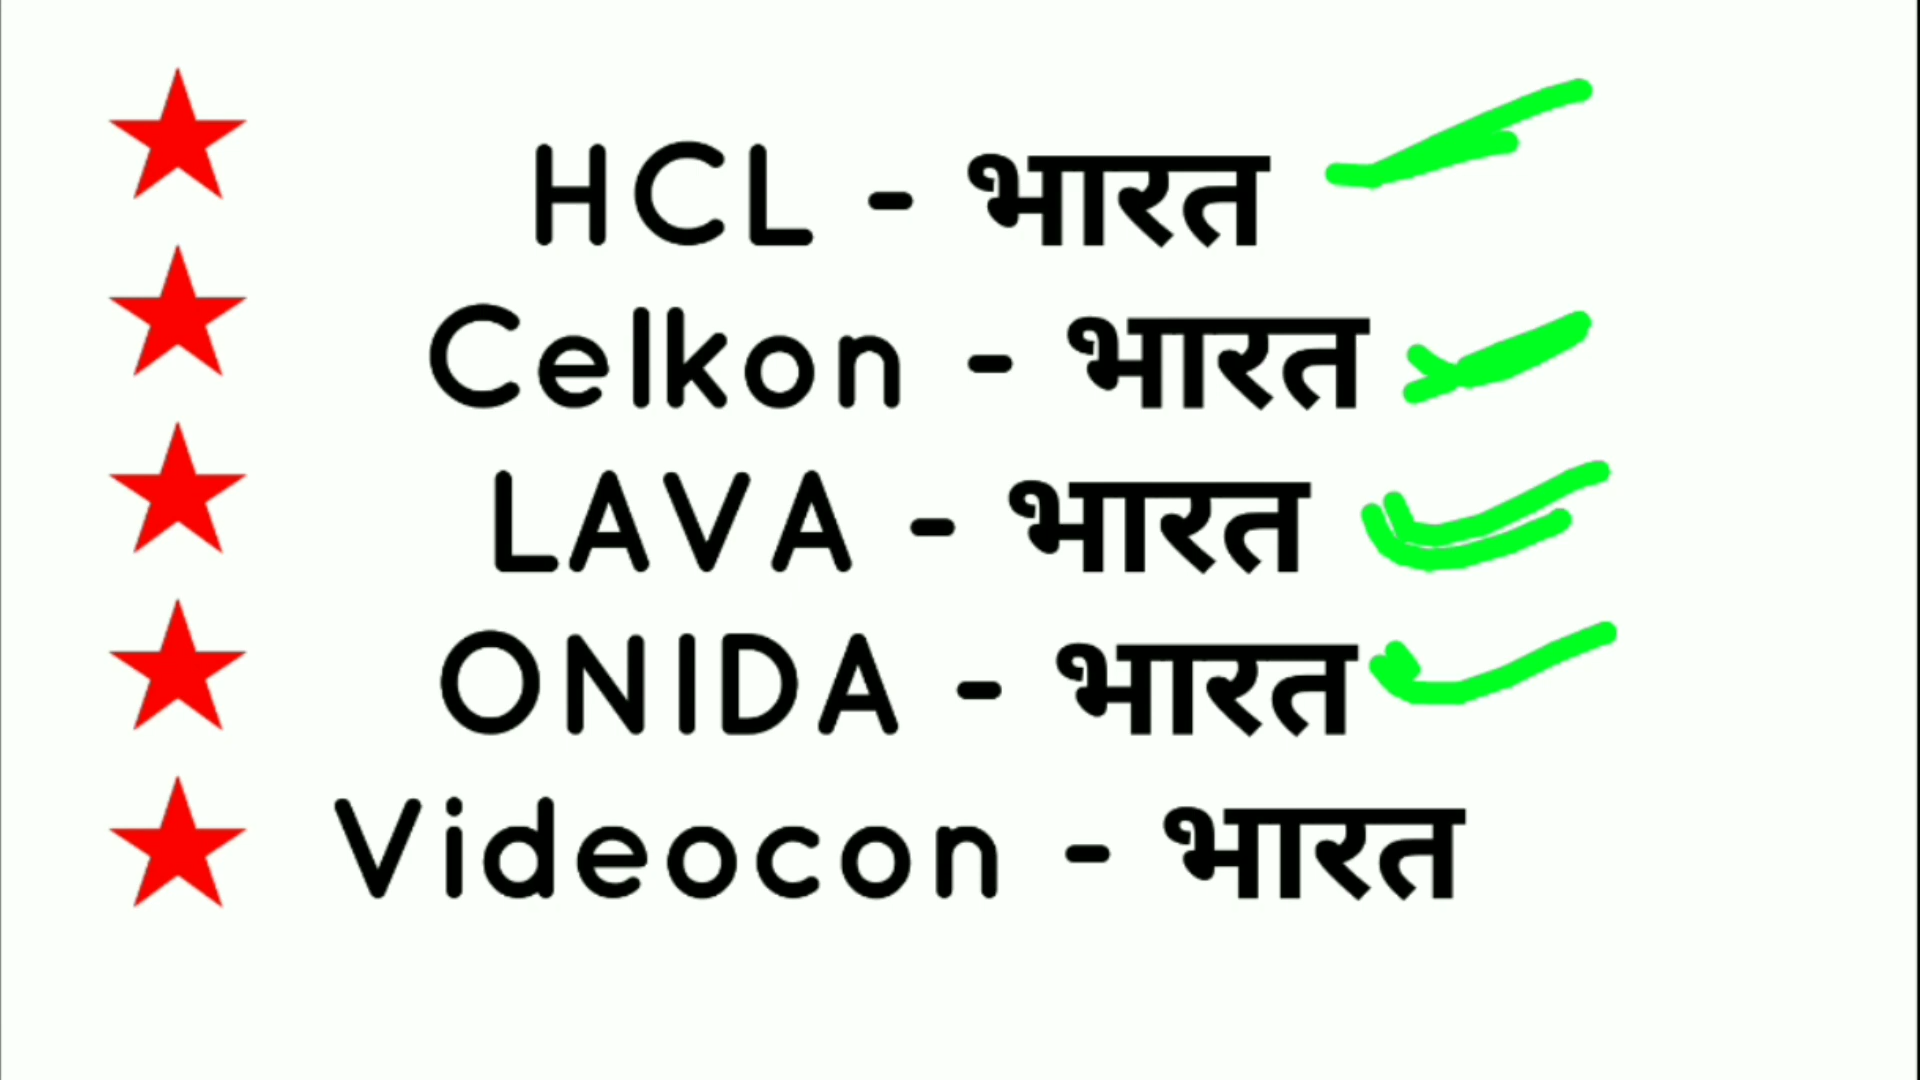 HCL - भारत
Celkon - भारत
LAVA - भारत
ONIDA - भारत
Videocon - भारत